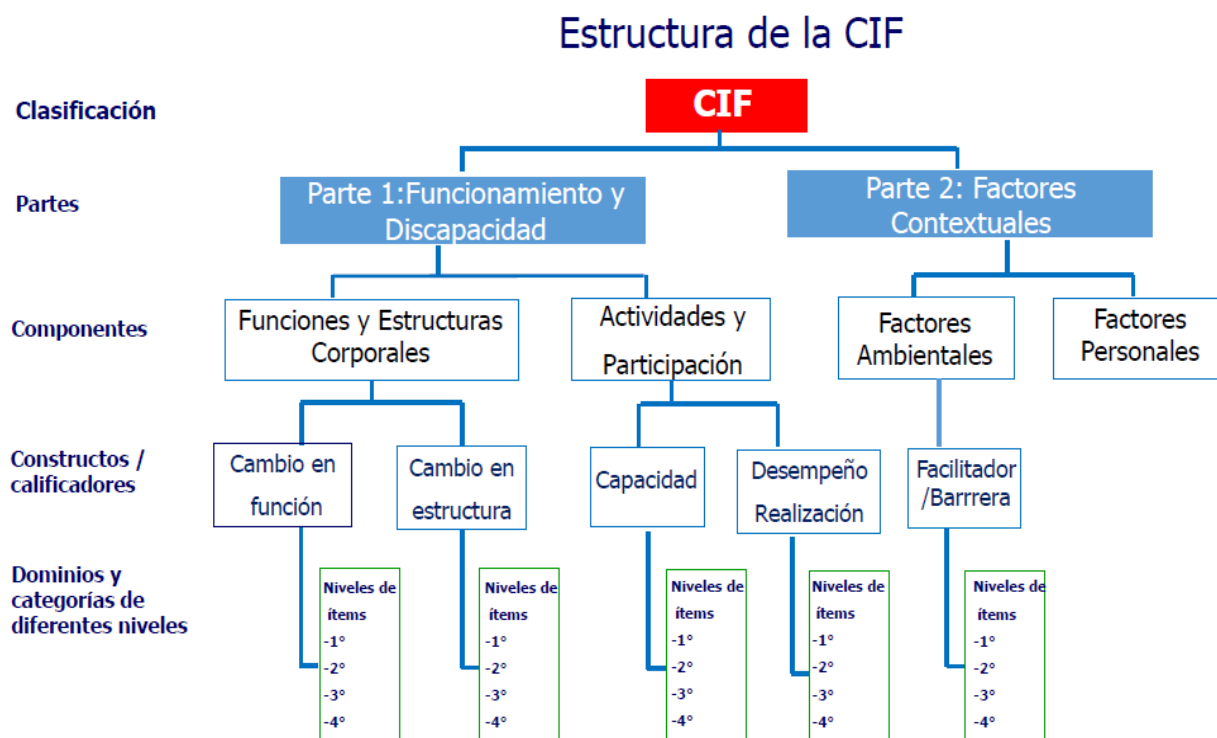 Estructura de la CIF
Clasificación
CIF
Partes
Parte 1:Funcionamiento y
Discapacidad
Parte 2: Factores
Contextuales
Componentes
Funciones y Estructuras
Corporales
Actividades y
Participación
Factores
Ambientales
Factores
Personales
Constructos /
calificadores
Cambio en
función
Cambio en
estructura
Capacidad
Desempeño
Realización
Facilitador
/Barrrera
Dominios y
categorías de
diferentes niveles
Niveles de
ítems
-1°
-2°
-3°
-4°
Niveles de
ítems
-1°
-2°
-3°
-4°
Niveles de
ítems
-1°
-2°
-3°
-4°
Niveles de
ítems
-1°
-2°
-3°
-4°
Niveles de
ítems
-1°
-2°
-3°
-4°